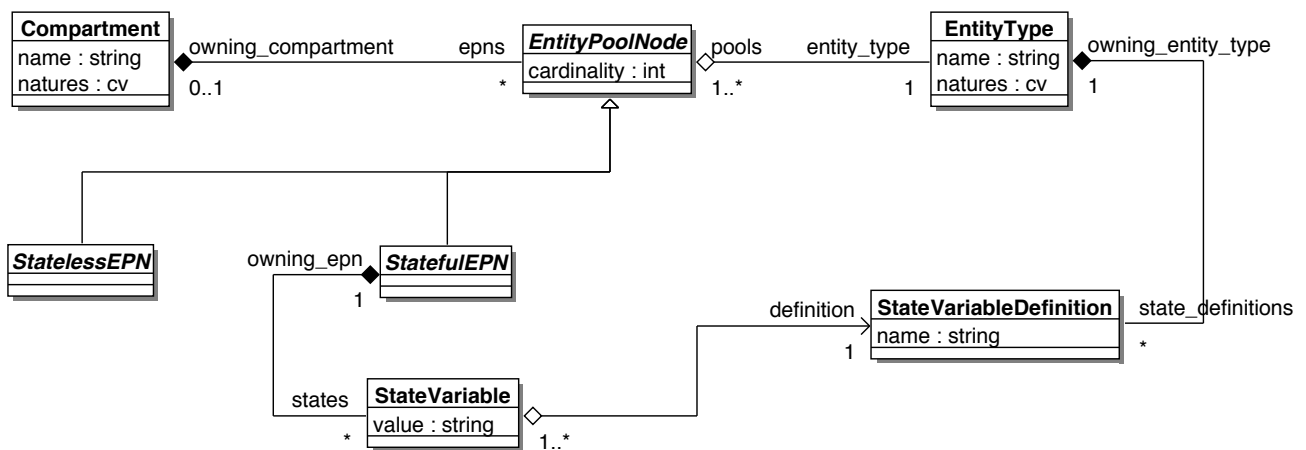 Compartment
name : string
natures : cv
owning_compartment
0..1
epns
*
EntityPoolNode
cardinality : int
pools
1..*
entity_type
1
EntityType
name : string
natures : cv
owning_entity_type
1
StatelessEPN
owning_epn
1
StatefulEPN
definition
1
StateVariableDefinition
name : string
state_definitions
*
states
*
StateVariable
value : string
1..*